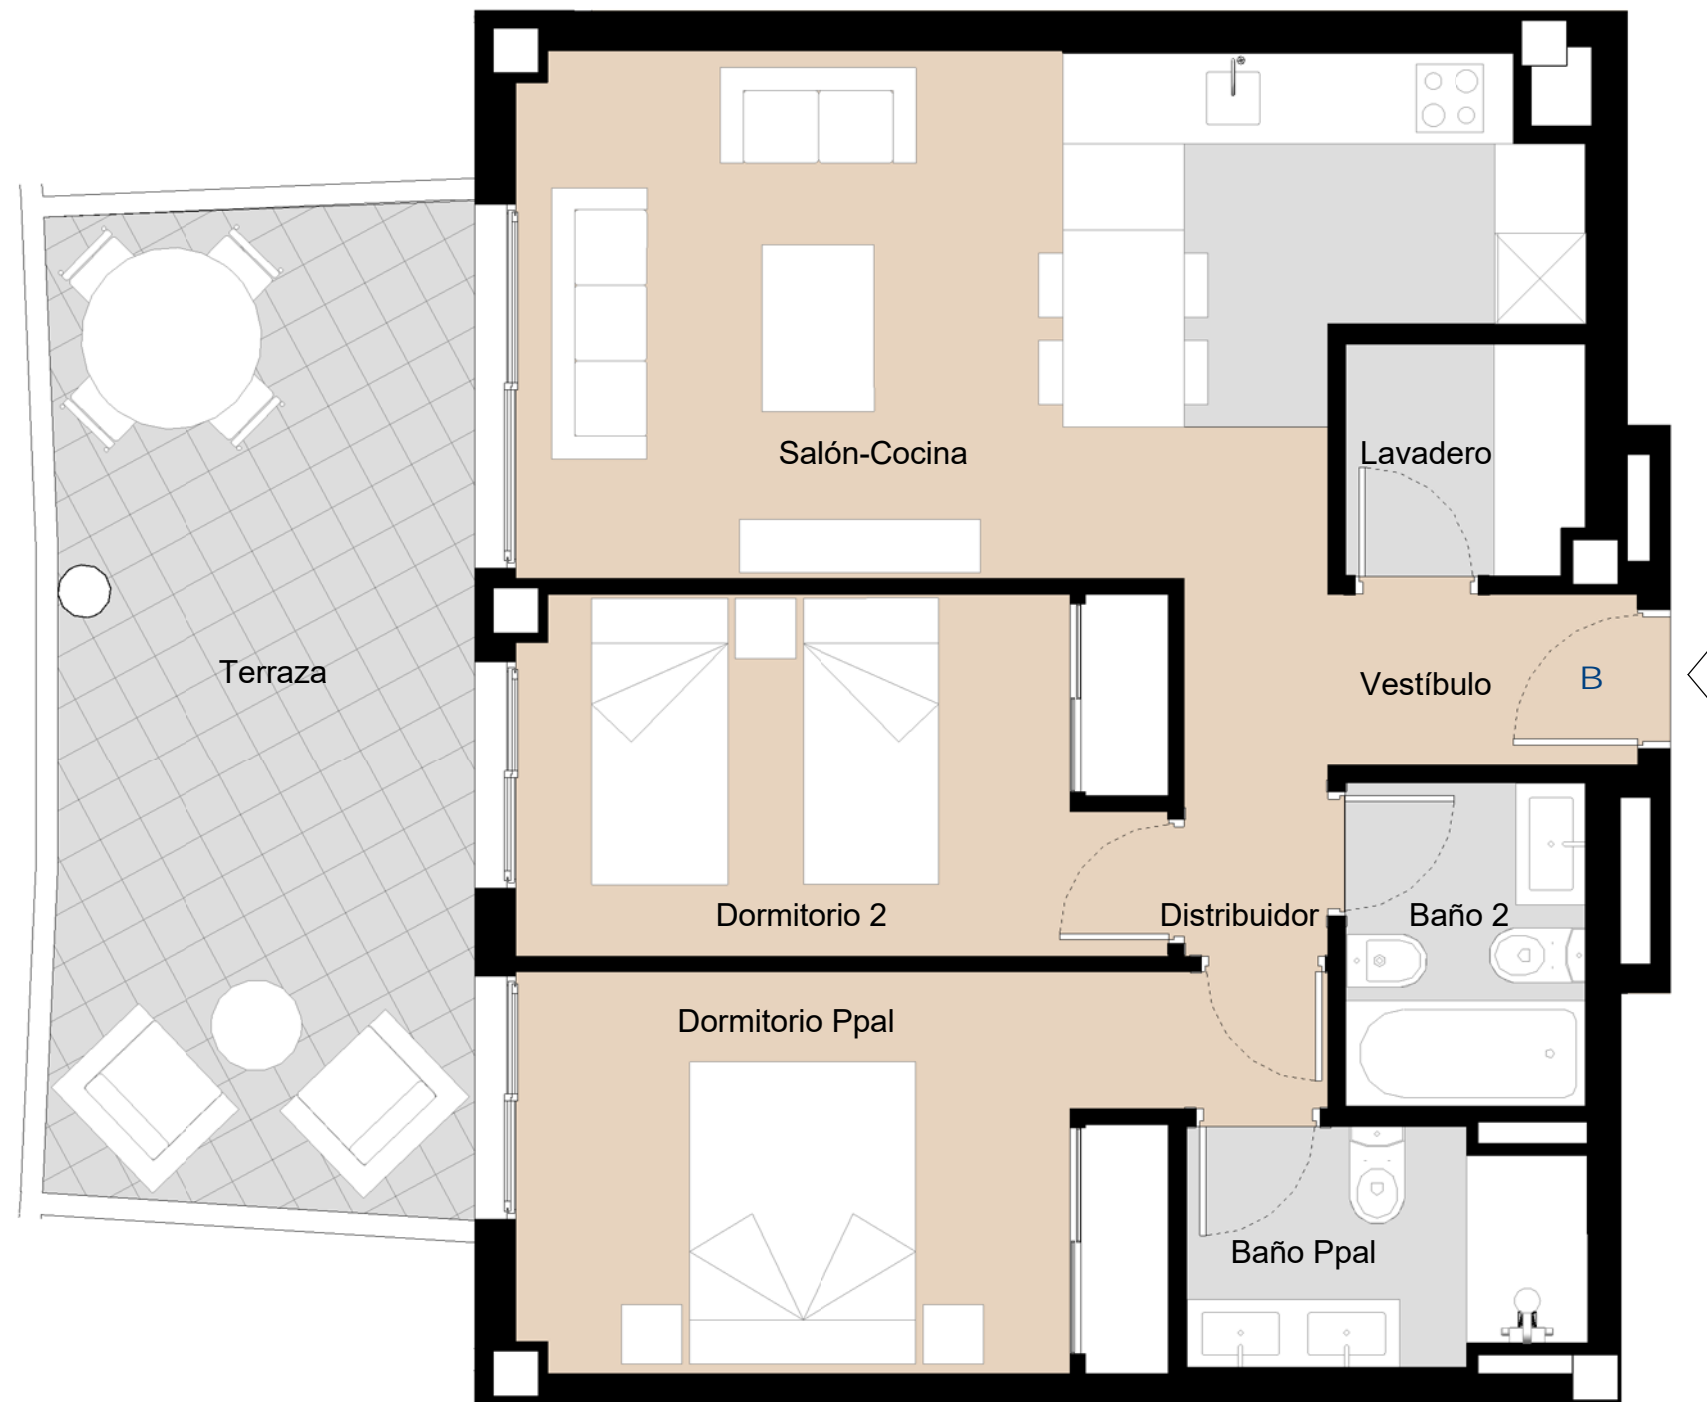 Salón-Cocina
Lavadero
Terraza
Vestíbulo
B
Dormitorio 2
Distribuidor
Baño 2
Dormitorio Ppal
Baño Ppal